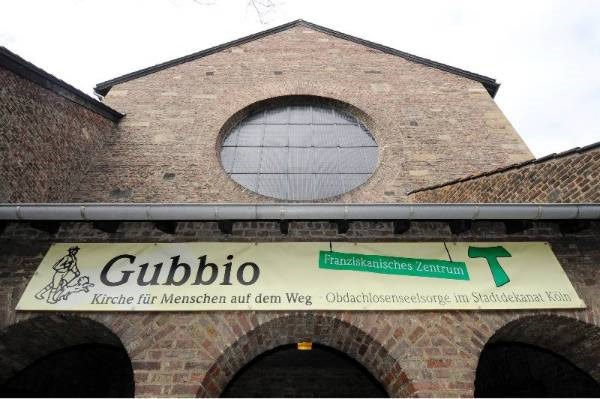 Gubbio
Franziskanisches Zentrum
Kirche für Menschen auf dem Weg · Obdachlosenseelsorge im Stadtdekanat Köln